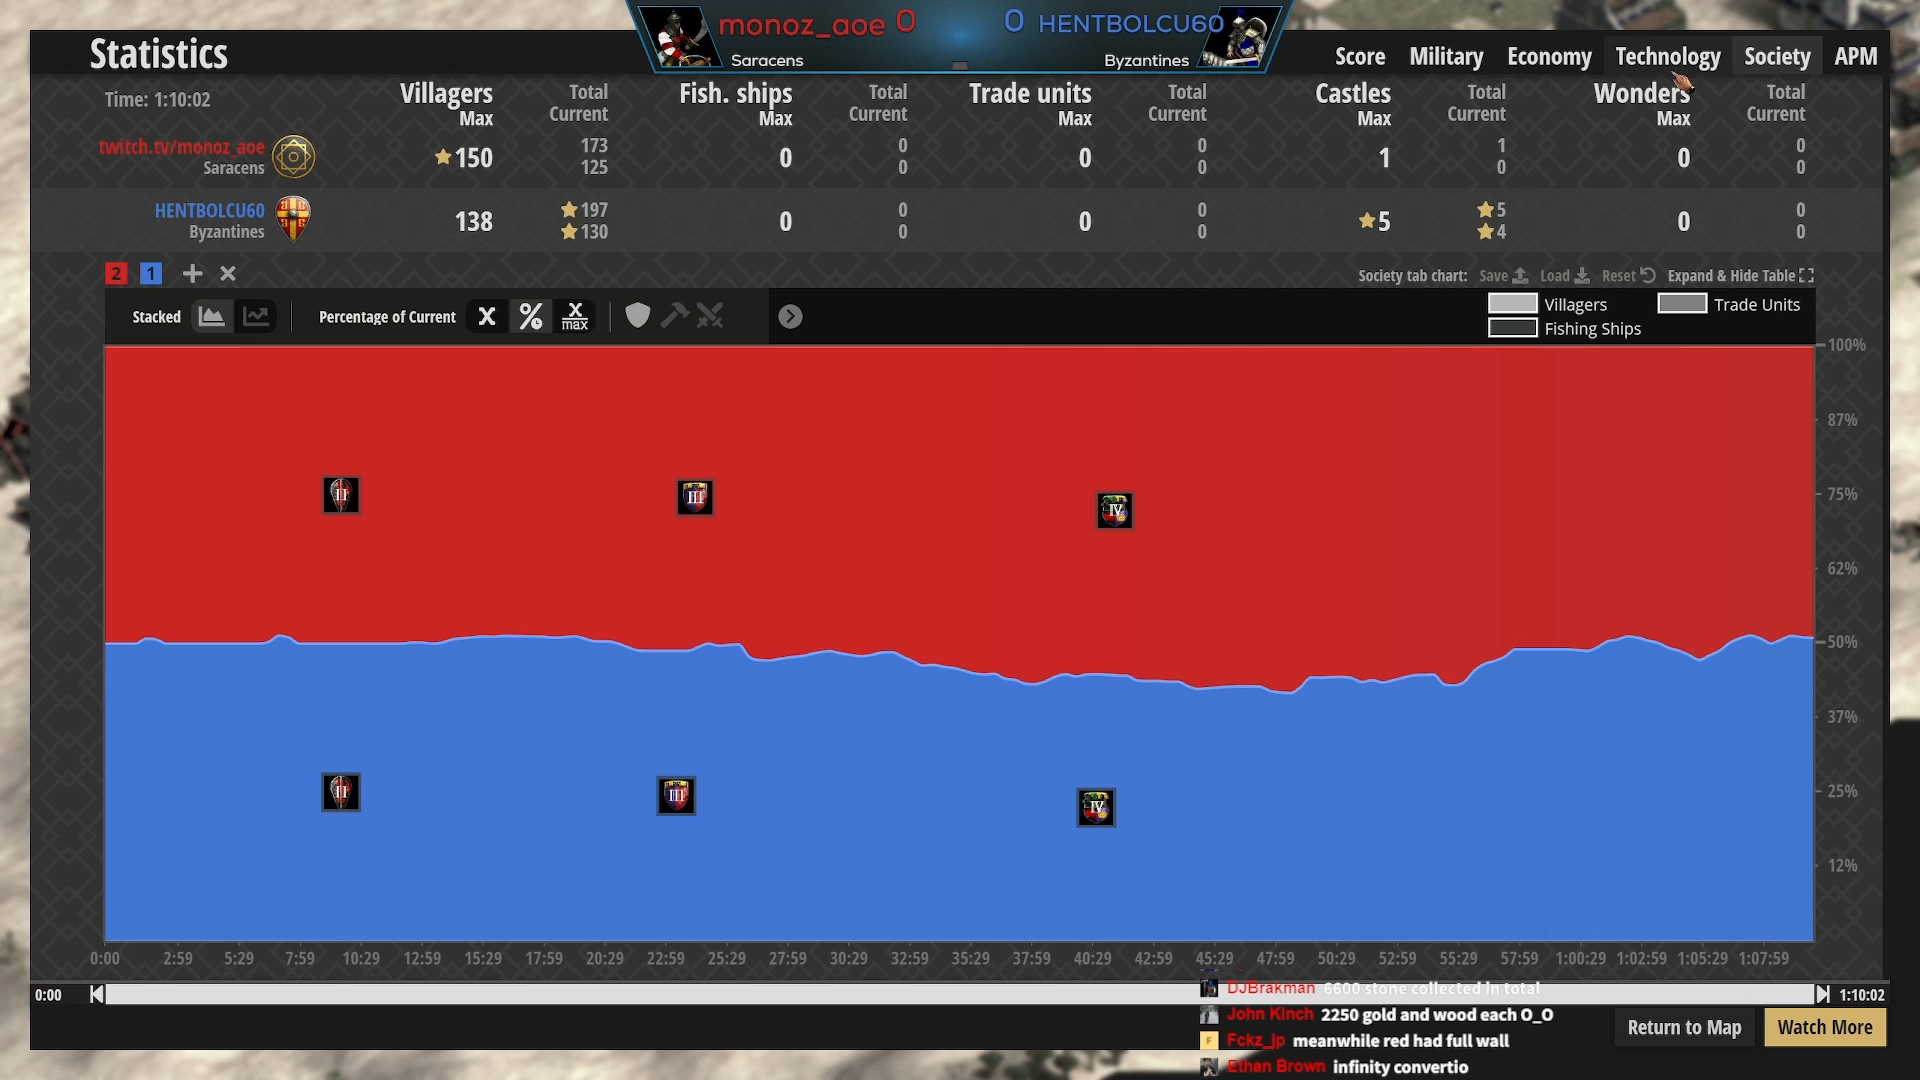 monoz_aoe 0 0 HENTBOLCU60
Saracens Byzantines
Statistics
Score Military Economy Technology Society APM
Time: 1:10:02
Villagers Max Total Current
Fish. ships Max Total Current
Trade units Max Total Current
Castles Max Total Current
Wonders Max Total Current
twitch.tv/monoz_aoe
Saracens
150 173 125 0 0 0 0 0 0 1 1 0 0 0 0
HENTBOLCU60
Byzantines
138 197 130 0 0 0 0 0 0 5 5 4 0 0 0
2 1
Society tab chart: Save Load Reset Expand & Hide Table
Stacked Percentage of Current X % X max
Villagers Trade Units
Fishing Ships
100%
87%
75%
62%
50%
37%
25%
12%
II III IV
II III IV
0:00 2:59 5:29 7:59 10:29 12:59 15:29 17:59 20:29 22:59 25:29 27:59 30:29 32:59 35:29 37:59 40:29 42:59 45:29 47:59 50:29 52:59 55:29 57:59 1:00:29 1:02:59 1:05:29 1:07:59
0:00 1:10:02
DJBrakman 6600 stone collected in total
John Kinch 2250 gold and wood each O_O
F Fckz_jp meanwhile red had full wall
Ethan Brown infinity convertio
Return to Map Watch More